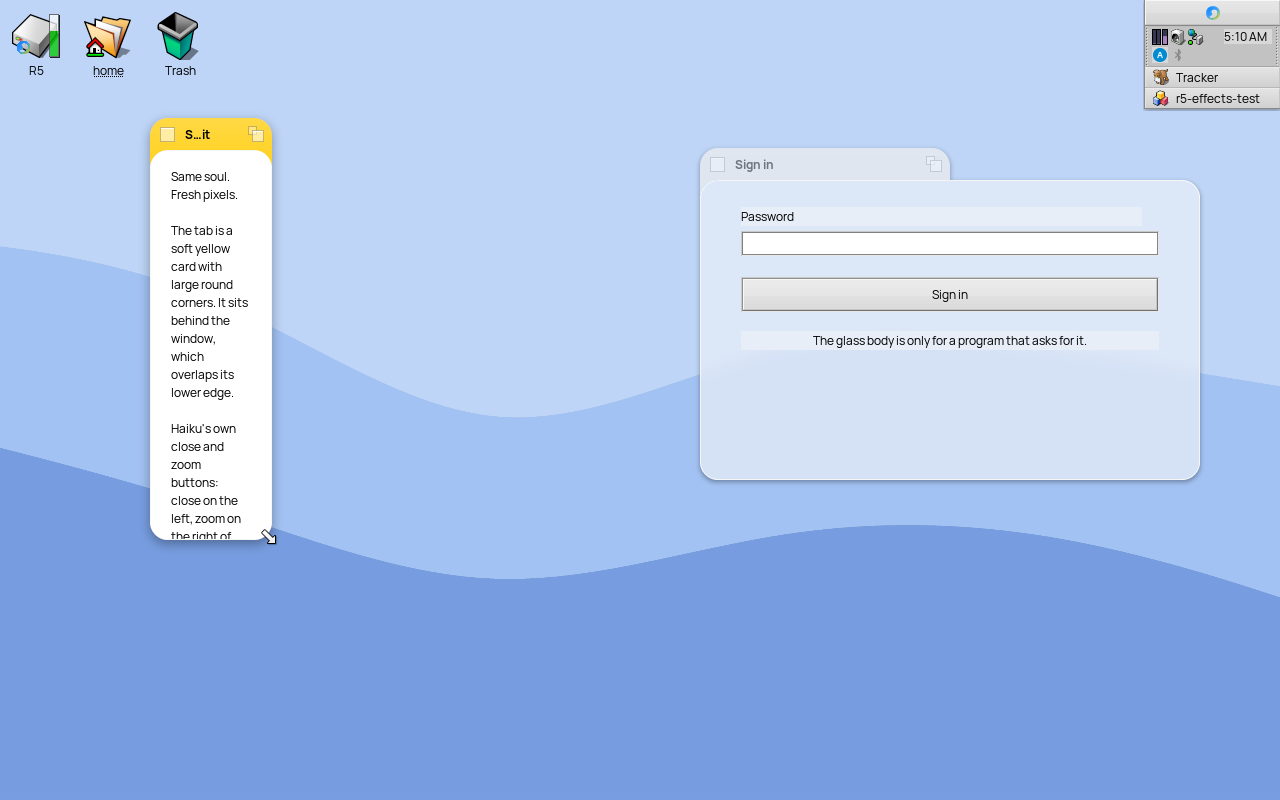 R5
home
Trash
5:10 AM
Tracker
r5-effects-test
S...it
Same soul.
Fresh pixels.
The tab is a
soft yellow
card with
large round
corners. It sits
behind the
window,
which
overlaps its
lower edge.
Haiku's own
close and
zoom
buttons:
close on the
left, zoom on
the right of
Sign in
Password
Sign in
The glass body is only for a program that asks for it.